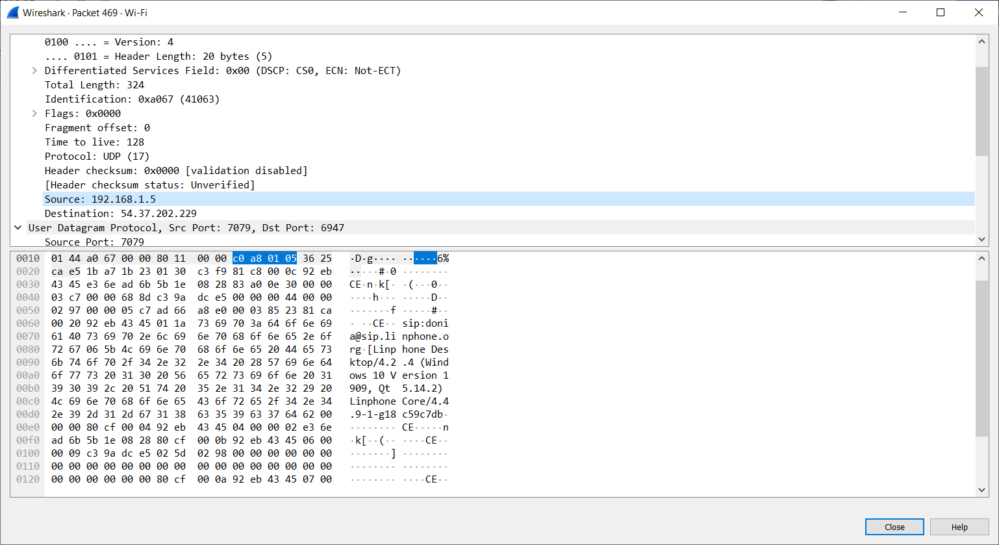 Wireshark · Packet 469 · Wi-Fi
0100 .... = Version: 4
.... 0101 = Header Length: 20 bytes (5)
Differentiated Services Field: 0x00 (DSCP: CS0, ECN: Not-ECT)
Total Length: 324
Identification: 0xa067 (41063)
Flags: 0x0000
Fragment offset: 0
Time to live: 128
Protocol: UDP (17)
Header checksum: 0x0000 [validation disabled]
[Header checksum status: Unverified]
Source: 192.168.1.5
Destination: 54.37.202.229
User Datagram Protocol, Src Port: 7079, Dst Port: 6947
Source Port: 7079
0010 01 44 a0 67 00 00 80 11 00 00 c0 a8 01 05 36 25 ·D·g···· ······6%
0020 ca e5 1b a7 1b 23 01 30 c3 f9 81 c8 00 0c 92 eb ·····#·0 ········
0030 43 45 e3 6e ad 6b 5b 1e 08 28 83 a0 0e 30 00 00 CE·n·k[· ·(···0··
0040 03 c7 00 00 68 8d c3 9a dc e5 00 00 00 44 00 00 ····h··· ·····D··
0050 02 97 00 00 05 c7 ad 66 a8 e0 00 03 85 23 81 ca ·······f ·····#··
0060 00 20 92 eb 43 45 01 1a 73 69 70 3a 64 6f 6e 69 · ··CE·· sip:doni
0070 61 40 73 69 70 2e 6c 69 6e 70 68 6f 6e 65 2e 6f a@sip.li nphone.o
0080 72 67 06 5b 4c 69 6e 70 68 6f 6e 65 20 44 65 73 rg·[Linp hone Des
0090 6b 74 6f 70 2f 34 2e 32 2e 34 20 28 57 69 6e 64 ktop/4.2 .4 (Wind
00a0 6f 77 73 20 31 30 20 56 65 72 73 69 6f 6e 20 31 ows 10 V ersion 1
00b0 39 30 39 2c 20 51 74 20 35 2e 31 34 2e 32 29 20 909, Qt 5.14.2)
00c0 4c 69 6e 70 68 6f 6e 65 43 6f 72 65 2f 34 2e 34 Linphone Core/4.4
00d0 2e 39 2d 31 2d 67 31 38 63 35 39 63 37 64 62 00 .9-1-g18 c59c7db·
00e0 00 00 80 cf 00 04 92 eb 43 45 04 00 00 02 e3 6e ········ CE·····n
00f0 ad 6b 5b 1e 08 28 80 cf 00 0b 92 eb 43 45 06 00 ·k[··(·· ····CE··
0100 00 09 c3 9a dc e5 02 5d 02 98 00 00 00 00 00 00 ·······] ········
0110 00 00 00 00 00 00 00 00 00 00 00 00 00 00 00 00 ········ ········
0120 00 00 00 00 00 00 80 cf 00 0a 92 eb 43 45 07 00 ········ ····CE··
Close
Help